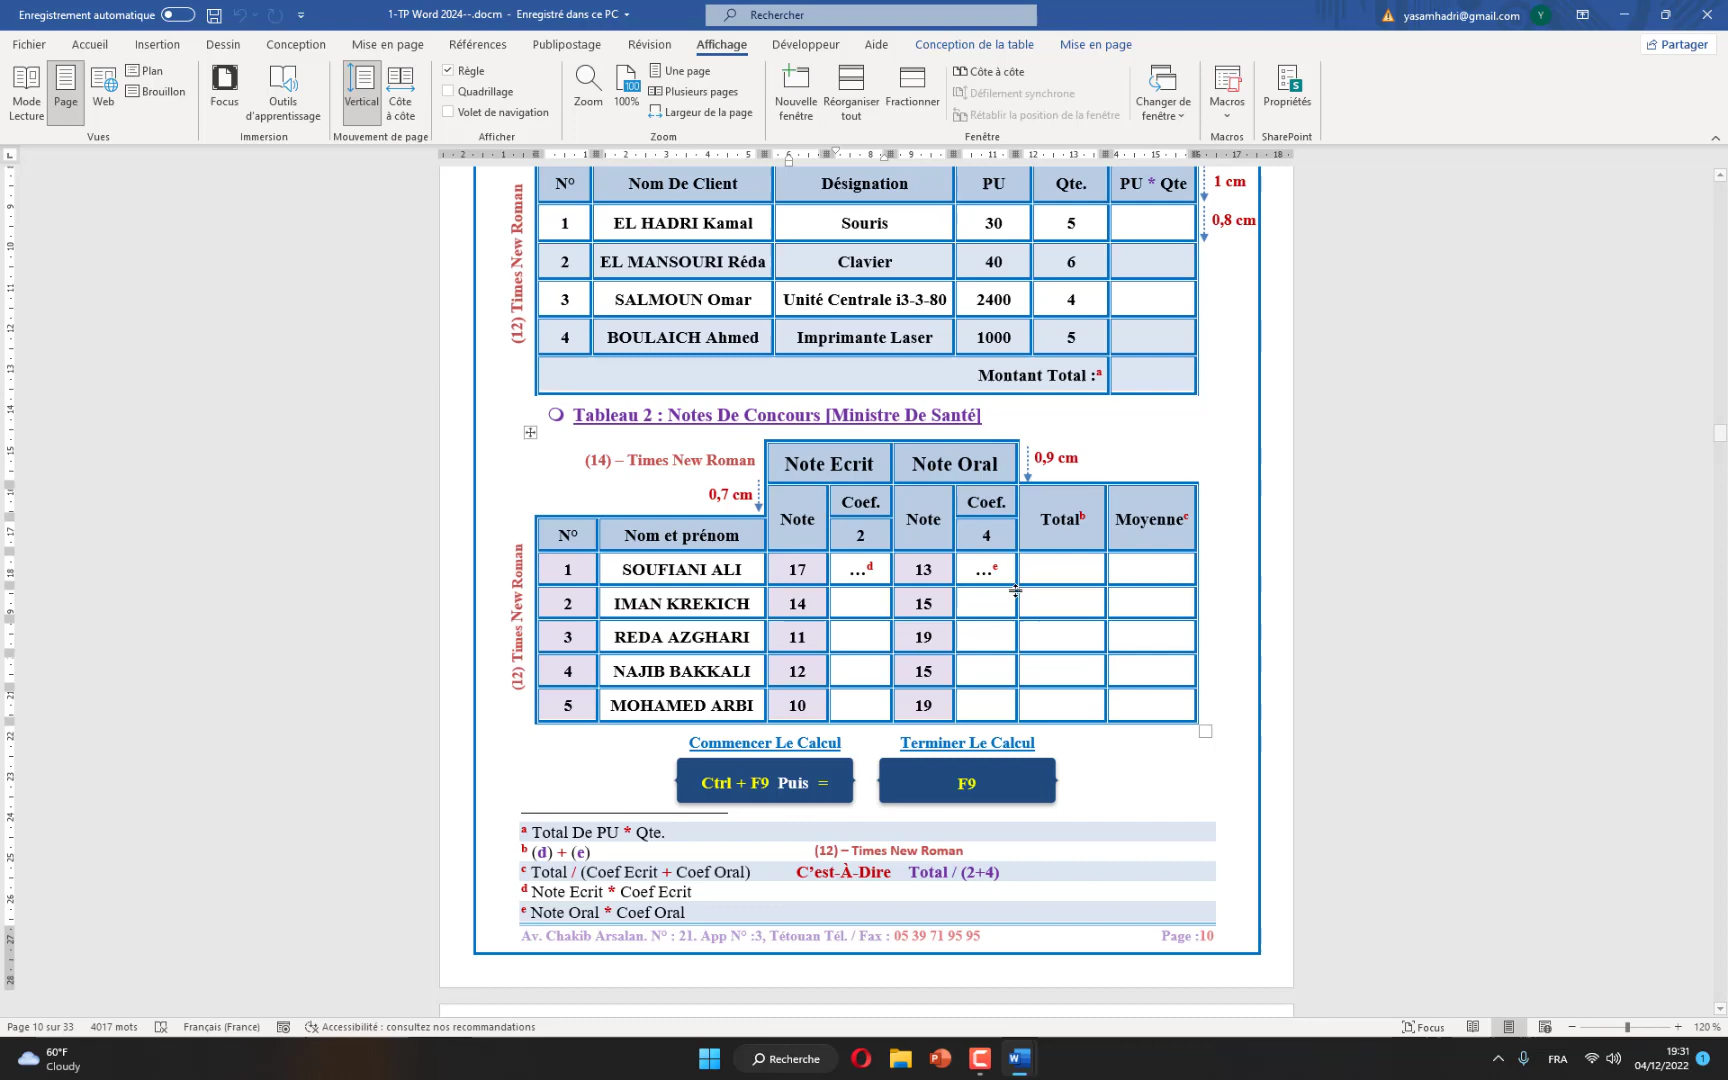 Enregistrement automatique
1-TP Word 2024--.docm - Enregistré dans ce PC
Rechercher
yasamhadri@gmail.com
Y
Fichier Accueil Insertion Dessin Conception Mise en page Références Publipostage Révision Affichage Développeur Aide Conception de la table Mise en page
Partager
Mode Lecture
Page
Web
Plan
Brouillon
Vues
Focus
Outils d'apprentissage
Immersion
Vertical
Côte à côte
Mouvement de page
Règle
Quadrillage
Volet de navigation
Afficher
Zoom
100
100%
Une page
Plusieurs pages
Largeur de la page
Zoom
Nouvelle fenêtre
Réorganiser tout
Fractionner
Côte à côte
Défilement synchrone
Rétablir la position de la fenêtre
Fenêtre
Changer de fenêtre
Macros
Macros
Propriétés
SharePoint
N° Nom De Client Désignation PU Qte. PU * Qte
1 cm
1 EL HADRI Kamal Souris 30 5
0,8 cm
2 EL MANSOURI Réda Clavier 40 6
3 SALMOUN Omar Unité Centrale i3-3-80 2400 4
4 BOULAICH Ahmed Imprimante Laser 1000 5
Montant Total :a
(12) Times New Roman
Tableau 2 : Notes De Concours [Ministre De Santé]
(14) – Times New Roman
Note Ecrit Note Oral
0,9 cm
0,7 cm
Note Coef. Note Coef. Totalb Moyennec
N° Nom et prénom 2 4
1 SOUFIANI ALI 17 …d 13 …e
2 IMAN KREKICH 14 15
3 REDA AZGHARI 11 19
4 NAJIB BAKKALI 12 15
5 MOHAMED ARBI 10 19
(12) Times New Roman
Commencer Le Calcul Terminer Le Calcul
Ctrl + F9 Puis = F9
a Total De PU * Qte.
b (d) + (e) (12) – Times New Roman
c Total / (Coef Ecrit + Coef Oral) C'est-À-Dire Total / (2+4)
d Note Ecrit * Coef Ecrit
e Note Oral * Coef Oral
Av. Chakib Arsalan. N° : 21. App N° :3, Tétouan Tél. / Fax : 05 39 71 95 95 Page :10
Page 10 sur 33 4017 mots Français (France) Accessibilité : consultez nos recommandations Focus 120 %
60°F
Cloudy
Recherche
FRA
19:31
04/12/2022
1